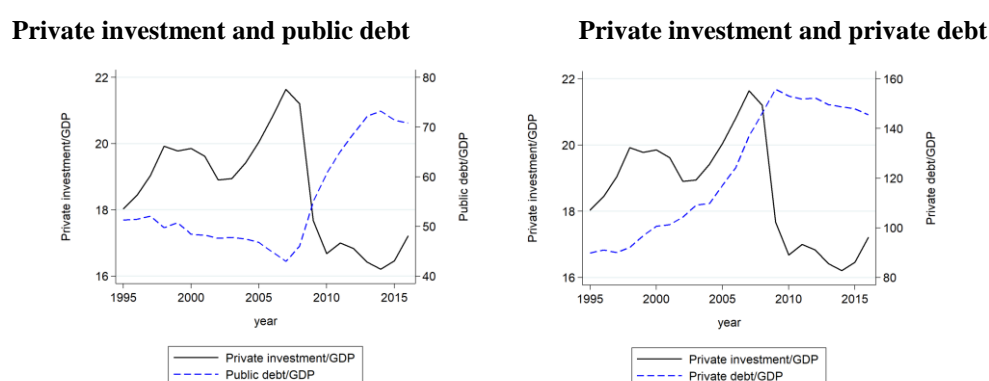 Private investment and public debt
22
20
18
16
Private investment/GDP
80
70
60
50
40
Public debt/GDP
1995 2000 2005 2010 2015
year
Private investment/GDP
Public debt/GDP
Private investment and private debt
22
20
18
16
Private investment/GDP
160
140
120
100
80
Private debt/GDP
1995 2000 2005 2010 2015
year
Private investment/GDP
Private debt/GDP